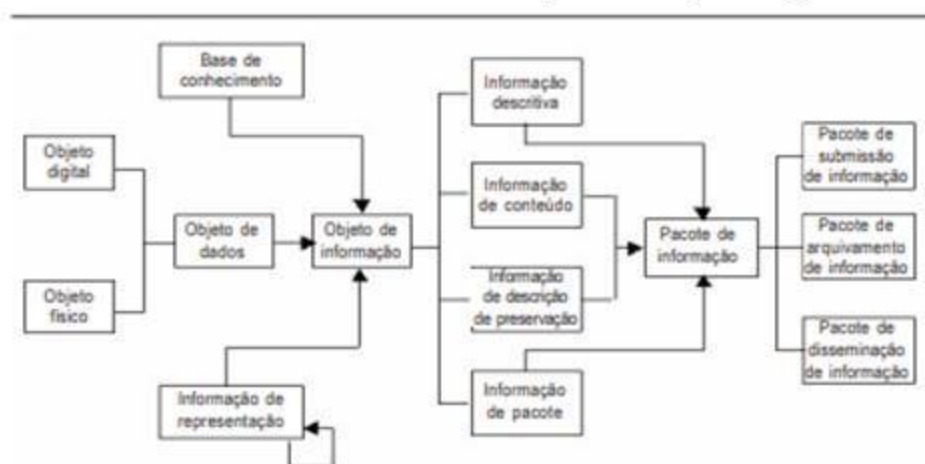 Base de
conhecimento
Informação
descritiva
Objeto
digital
Pacote de
submissão
de informação
Informação
de conteúdo
Objeto de
dados
Objeto de
informação
Pacote de
informação
Pacote de
arquivamento
de informação
Objeto
físico
Informação
de descrição
de preservação
Pacote de
disseminação
de informação
Informação de
representação
Informação
de pacote